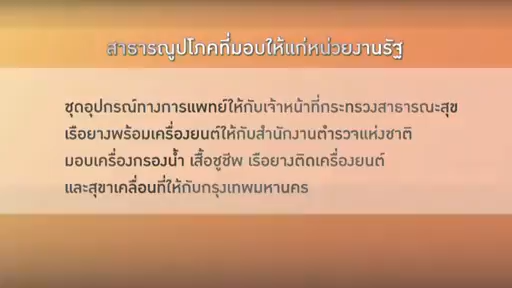 สาธารณูปโภคที่มอบให้แก่หน่วยงานรัฐ
ชุดอุปกรณ์ทางการแพทย์ให้กับเจ้าหน้าที่กระทรวงสาธารณะสุข
เรือยางพร้อมเครื่องยนต์ให้กับสำนักงานตำรวจแห่งชาติ
มอบเครื่องกรองน้ำ เสื้อชูชีพ เรือยางติดเครื่องยนต์
และสุขาเคลื่อนที่ให้กับกรุงเทพมหานคร